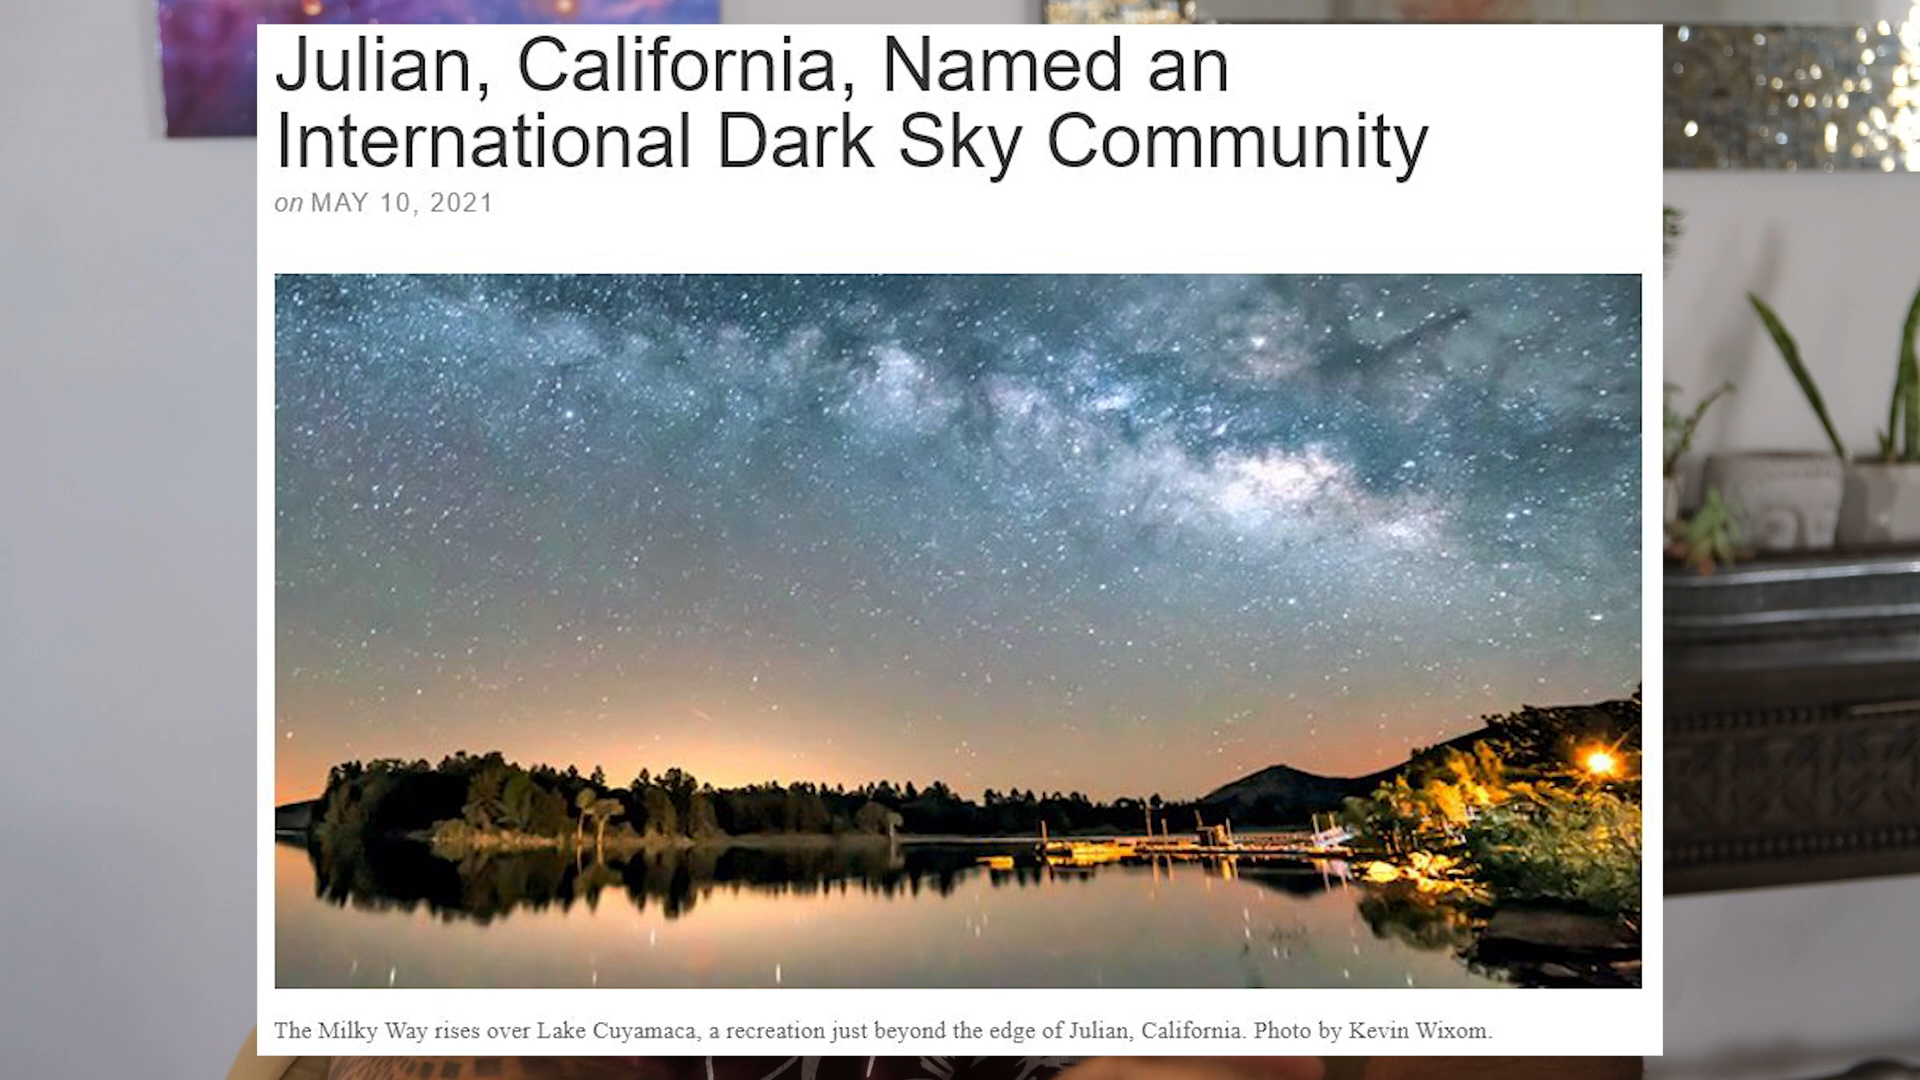 Julian, California, Named an
International Dark Sky Community
on MAY 10, 2021
The Milky Way rises over Lake Cuyamaca, a recreation just beyond the edge of Julian, California. Photo by Kevin Wixom.